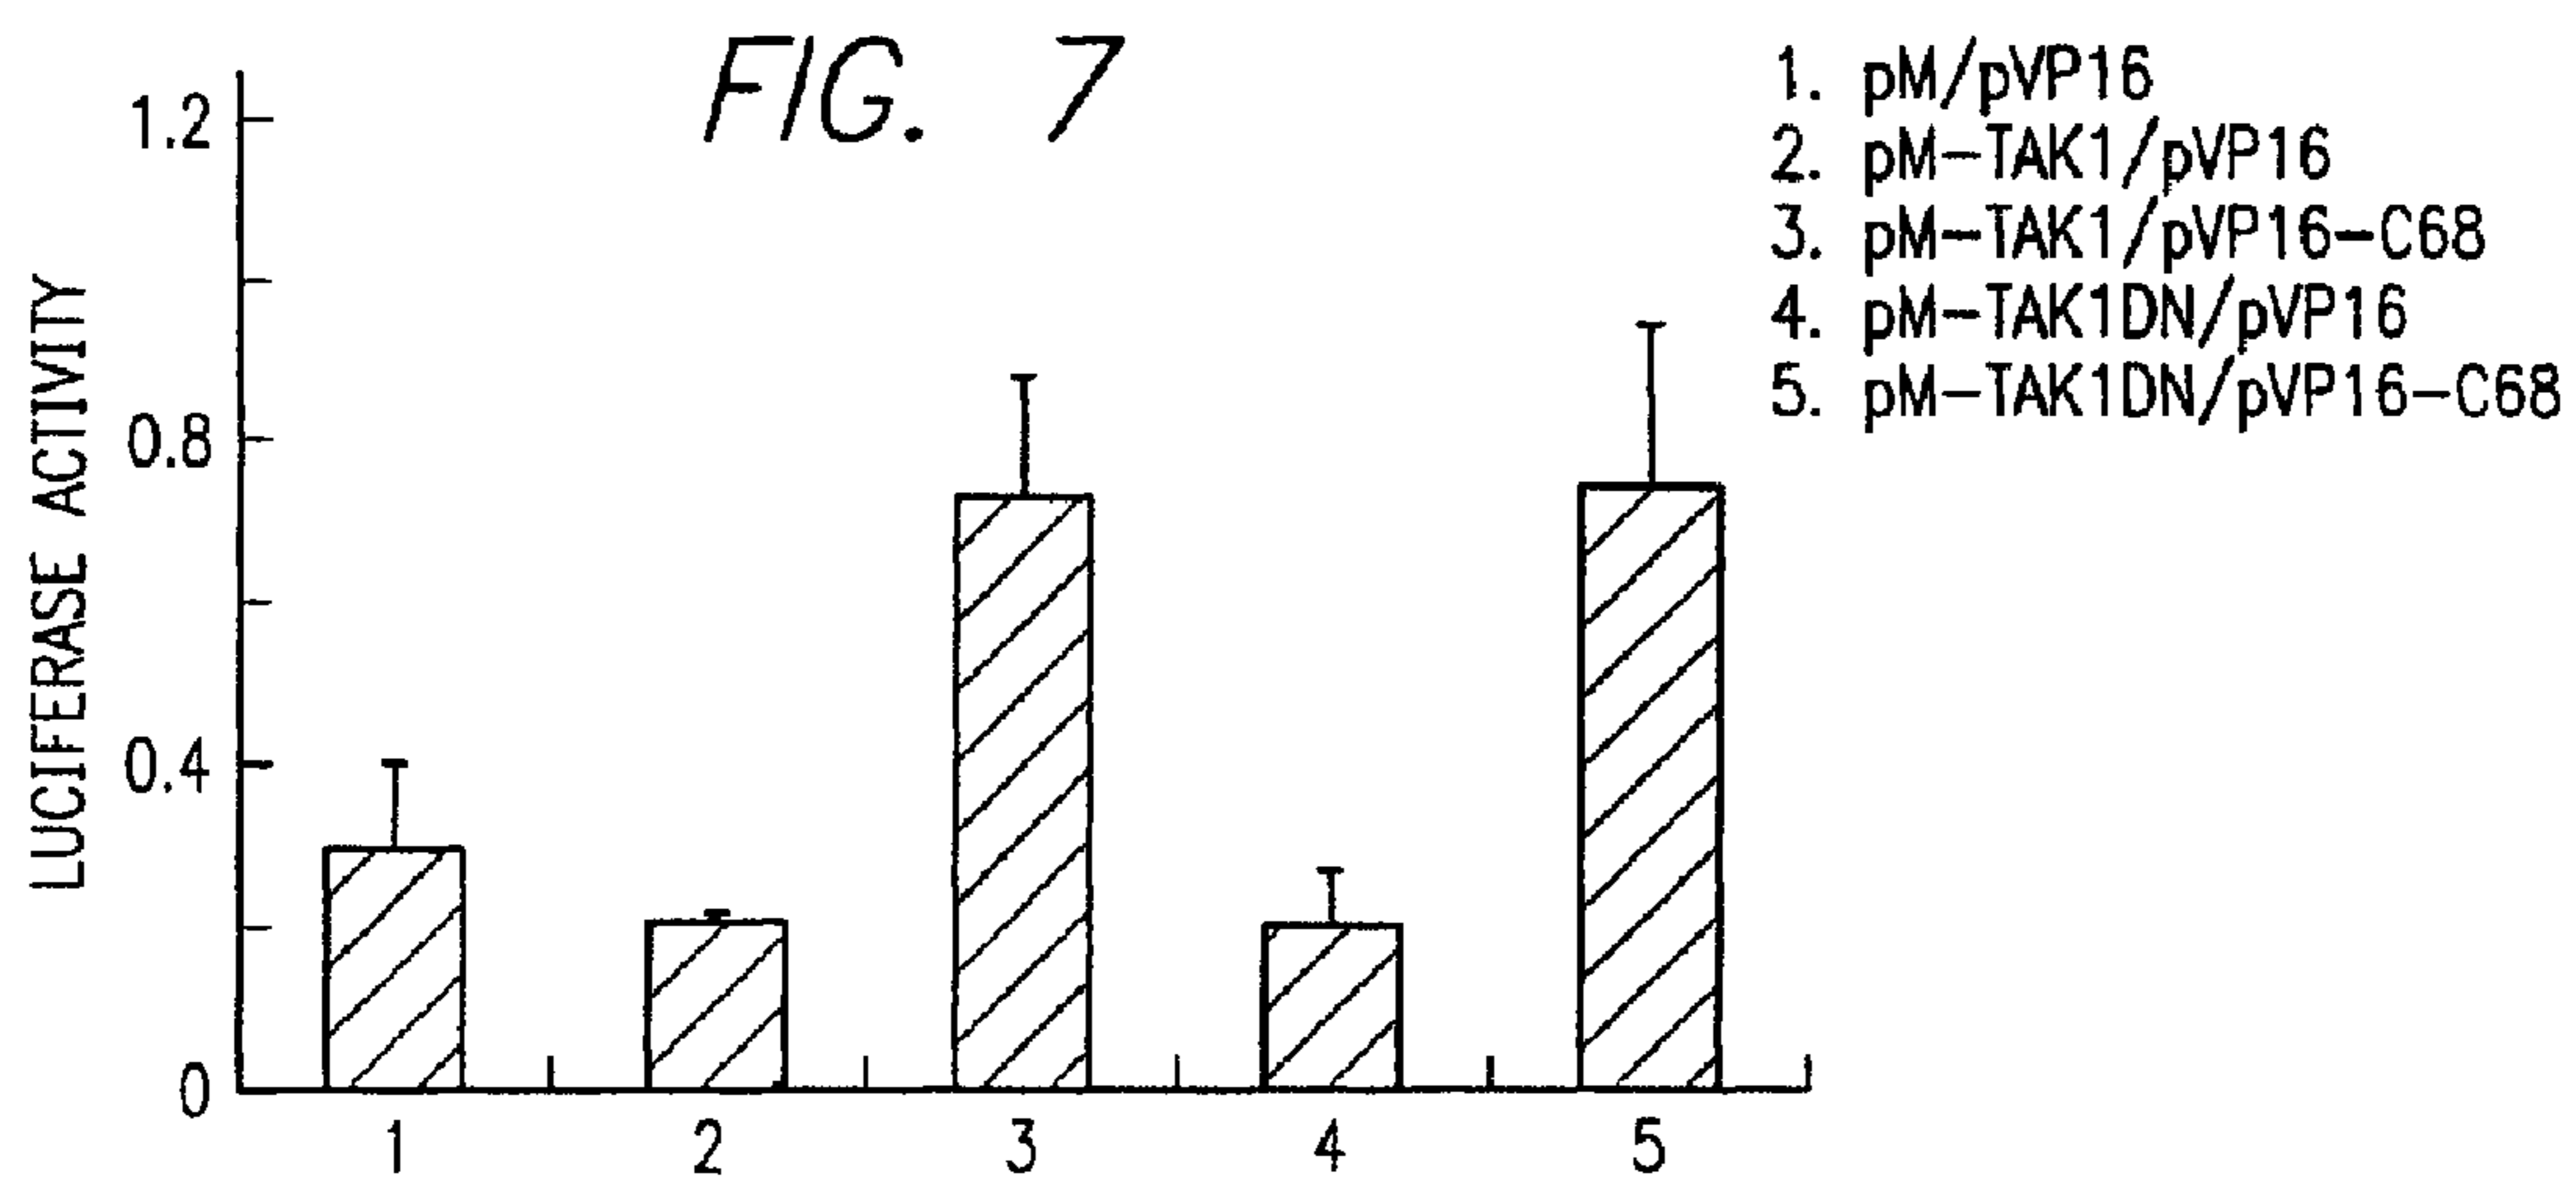 FIG. 7
1. pM/pVP16
2. pM-TAK1/pVP16
3. pM-TAK1/pVP16-C68
4. pM-TAK1DN/pVP16
5. pM-TAK1DN/pVP16-C68
LUCIFERASE ACTIVITY
1.2
0.8
0.4
0
1 2 3 4 5